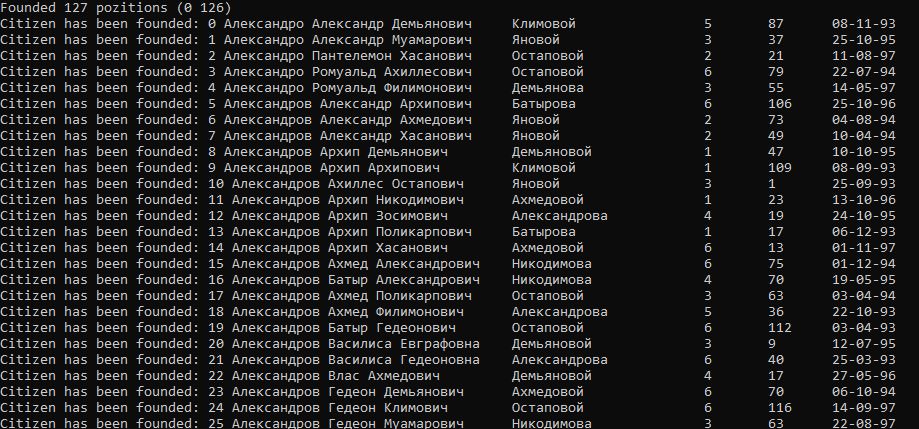 Founded 127 pozitions (0 126)
Citizen has been founded: 0 Александро Александр Демьянович Климовой 5 87 08-11-93
Citizen has been founded: 1 Александро Александр Муамарович Яновой 3 37 25-10-95
Citizen has been founded: 2 Александро Пантелемон Хасанович Остаповой 2 21 11-08-97
Citizen has been founded: 3 Александро Ромуальд Ахиллесович Остаповой 6 79 22-07-94
Citizen has been founded: 4 Александро Ромуальд Филимонович Демьянова 3 55 14-05-97
Citizen has been founded: 5 Александров Александр Архипович Батырова 6 106 25-10-96
Citizen has been founded: 6 Александров Александр Ахмедович Яновой 2 73 04-08-94
Citizen has been founded: 7 Александров Александр Хасанович Яновой 2 49 10-04-94
Citizen has been founded: 8 Александров Архип Демьянович Демьяновой 1 47 10-10-95
Citizen has been founded: 9 Александров Архип Архипович Климовой 1 109 08-09-93
Citizen has been founded: 10 Александров Ахиллес Остапович Яновой 3 1 25-09-93
Citizen has been founded: 11 Александров Архип Никодимович Ахмедовой 1 23 13-10-96
Citizen has been founded: 12 Александров Архип Зосимович Александрова 4 19 24-10-95
Citizen has been founded: 13 Александров Архип Поликарпович Батырова 1 17 06-12-93
Citizen has been founded: 14 Александров Архип Хасанович Ахмедовой 6 13 01-11-97
Citizen has been founded: 15 Александров Ахмед Александрович Никодимова 6 75 01-12-94
Citizen has been founded: 16 Александров Батыр Александрович Никодимова 4 70 19-05-95
Citizen has been founded: 17 Александров Ахмед Поликарпович Остаповой 3 63 03-04-94
Citizen has been founded: 18 Александров Ахмед Филимонович Александрова 5 36 22-10-93
Citizen has been founded: 19 Александров Батыр Гедеонович Остаповой 6 112 03-04-93
Citizen has been founded: 20 Александров Василиса Евграфовна Демьяновой 3 9 12-07-95
Citizen has been founded: 21 Александров Василиса Гедеоновна Александрова 6 40 25-03-93
Citizen has been founded: 22 Александров Влас Ахмедович Демьяновой 4 17 27-05-96
Citizen has been founded: 23 Александров Гедеон Демьянович Ахмедовой 6 70 06-10-94
Citizen has been founded: 24 Александров Гедеон Климович Остаповой 6 116 14-09-97
Citizen has been founded: 25 Александров Гедеон Муамарович Никодимова 3 63 22-08-97